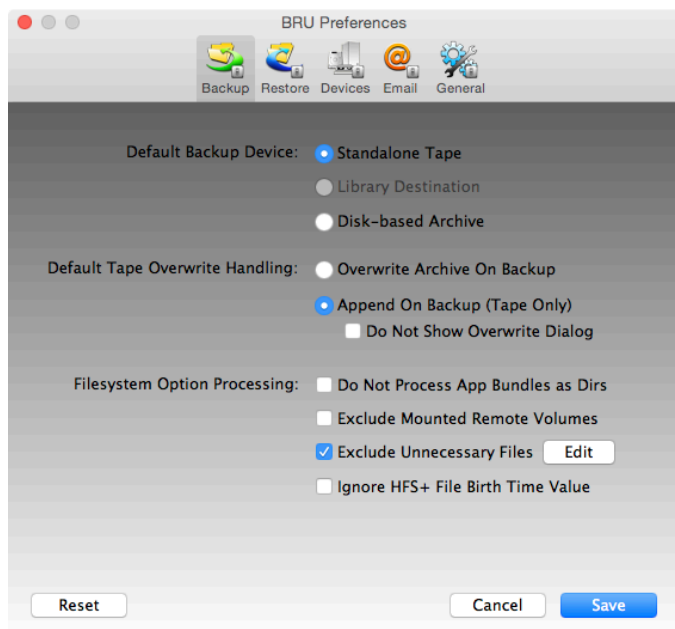 BRU Preferences
Backup Restore Devices Email General
Default Backup Device: Standalone Tape
Library Destination
Disk-based Archive
Default Tape Overwrite Handling: Overwrite Archive On Backup
Append On Backup (Tape Only)
Do Not Show Overwrite Dialog
Filesystem Option Processing: Do Not Process App Bundles as Dirs
Exclude Mounted Remote Volumes
Exclude Unnecessary Files Edit
Ignore HFS+ File Birth Time Value
Reset Cancel Save